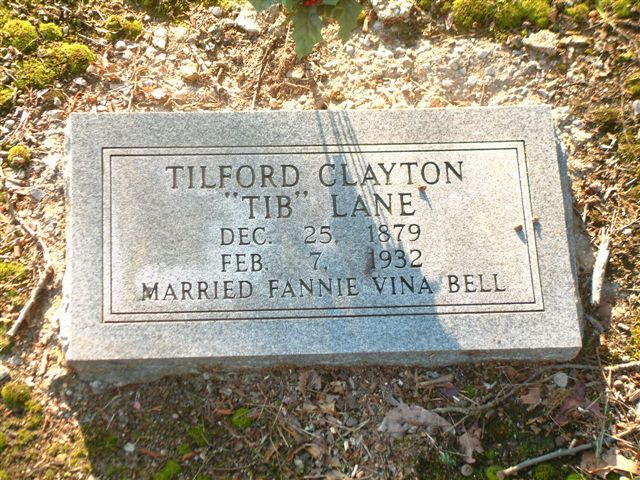 TILFORD CLAYTON
"TIB" LANE
DEC. 25, 1879
FEB. 7, 1932
MARRIED FANNIE VINA BELL